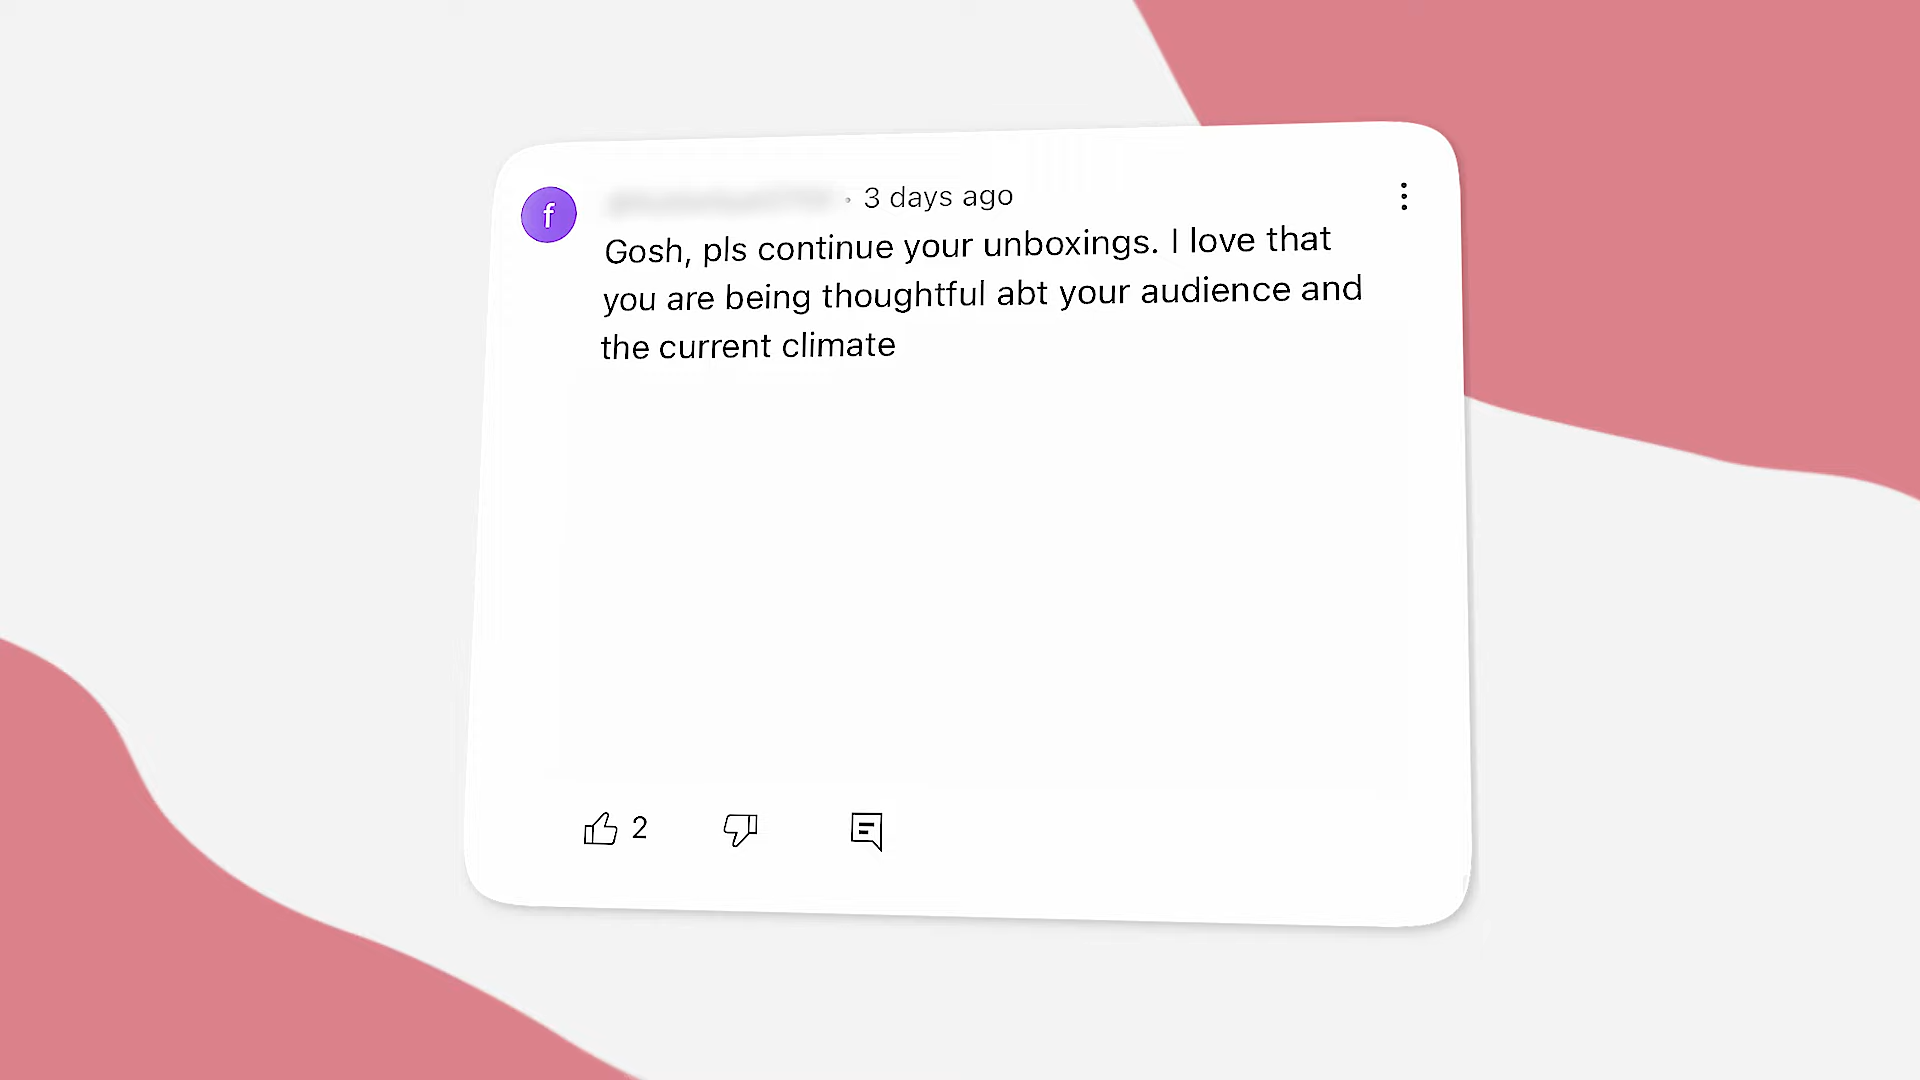 f
· 3 days ago
Gosh, pls continue your unboxings. I love that
you are being thoughtful abt your audience and
the current climate
2